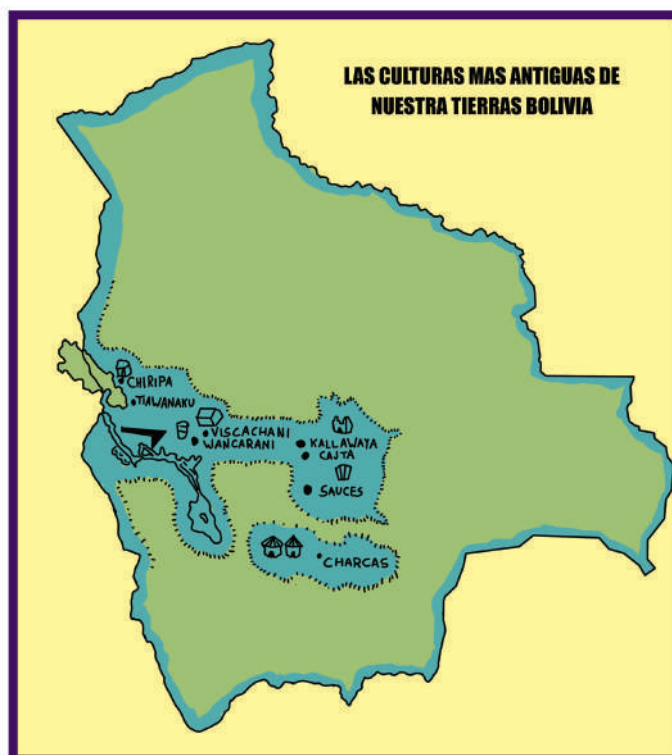 LAS CULTURAS MAS ANTIGUAS DE
NUESTRA TIERRAS BOLIVIA
CHIRIPA
TIAWANAKU
VISCACHANI
WANCARANI
KALLAWAYA
CAJTA
SAUCES
CHARCAS